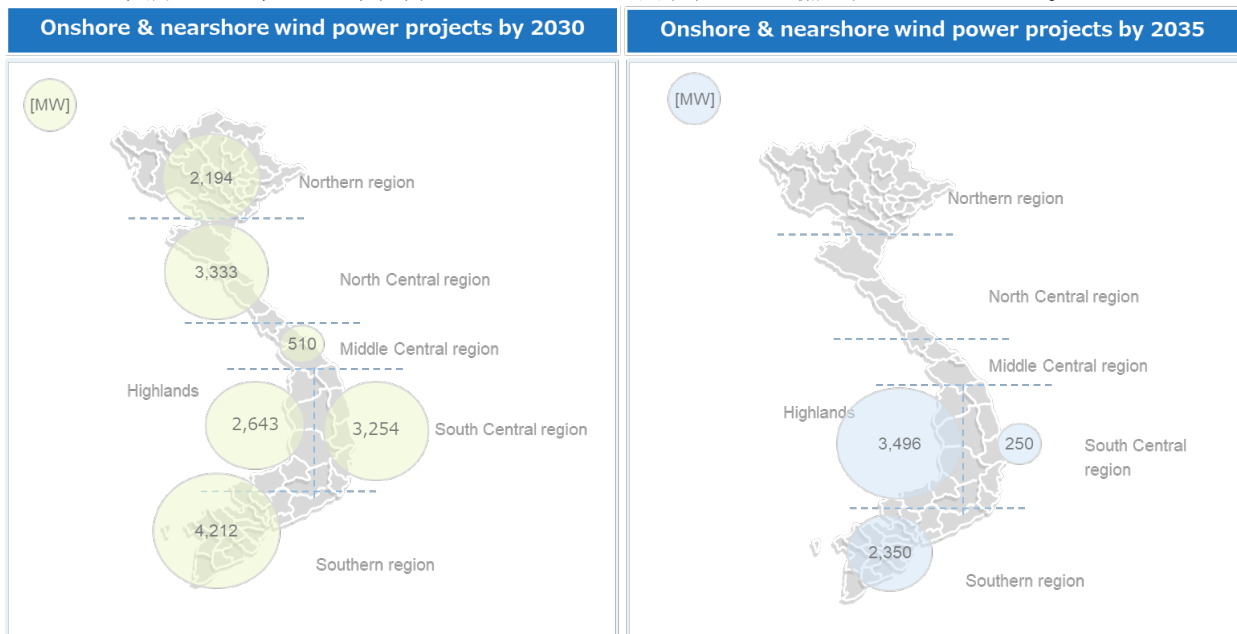 Onshore & nearshore wind power projects by 2030
[MW]
2,194
Northern region
3,333
North Central region
510
Middle Central region
Highlands
2,643
3,254
South Central region
4,212
Southern region
Onshore & nearshore wind power projects by 2035
[MW]
Northern region
North Central region
Middle Central region
Highlands
3,496
250
South Central
region
2,350
Southern region